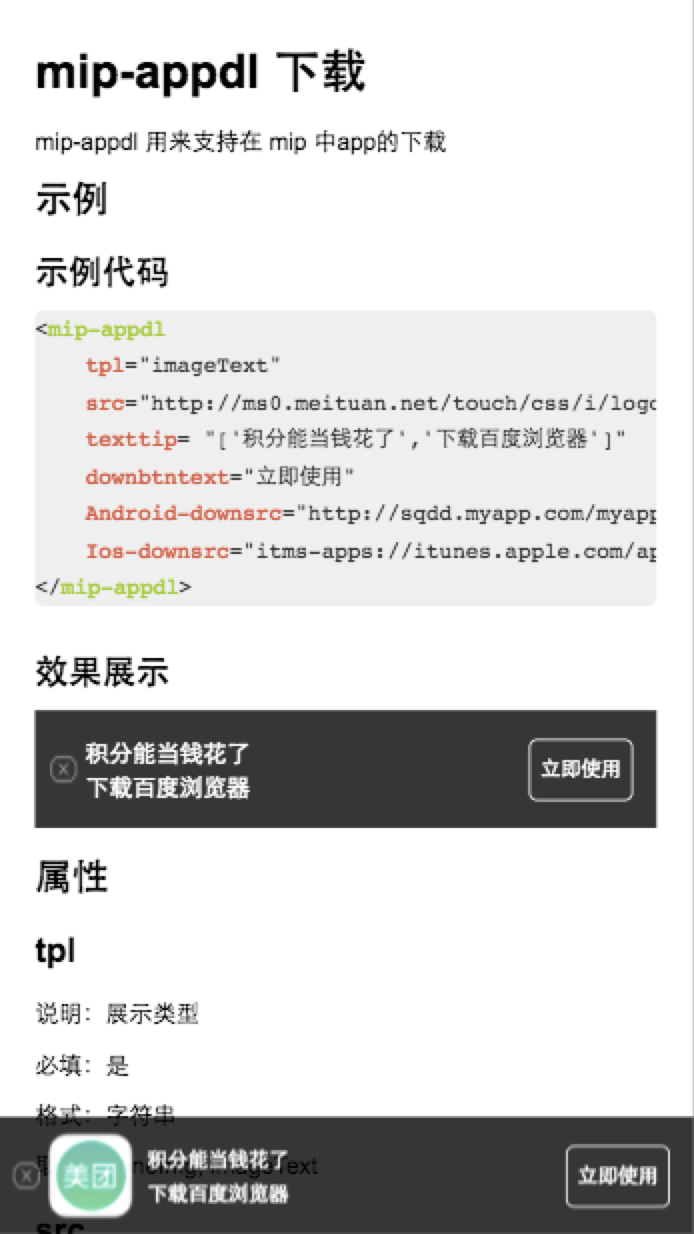 mip-appdl 下载
mip-appdl 用来支持在 mip 中app的下载
示例
示例代码
<mip-appdl
tpl="imageText"
src="http://ms0.meituan.net/touch/css/i/logo
texttip= "['积分能当钱花了','下载百度浏览器']"
downbtntext="立即使用"
Android-downsrc="http://sqdd.myapp.com/myapp
Ios-downsrc="itms-apps://itunes.apple.com/ap
</mip-appdl>
效果展示
积分能当钱花了
下载百度浏览器
立即使用
属性
tpl
说明：展示类型
必填：是
格式：字符串
美团
积分能当钱花了
下载百度浏览器
立即使用
src